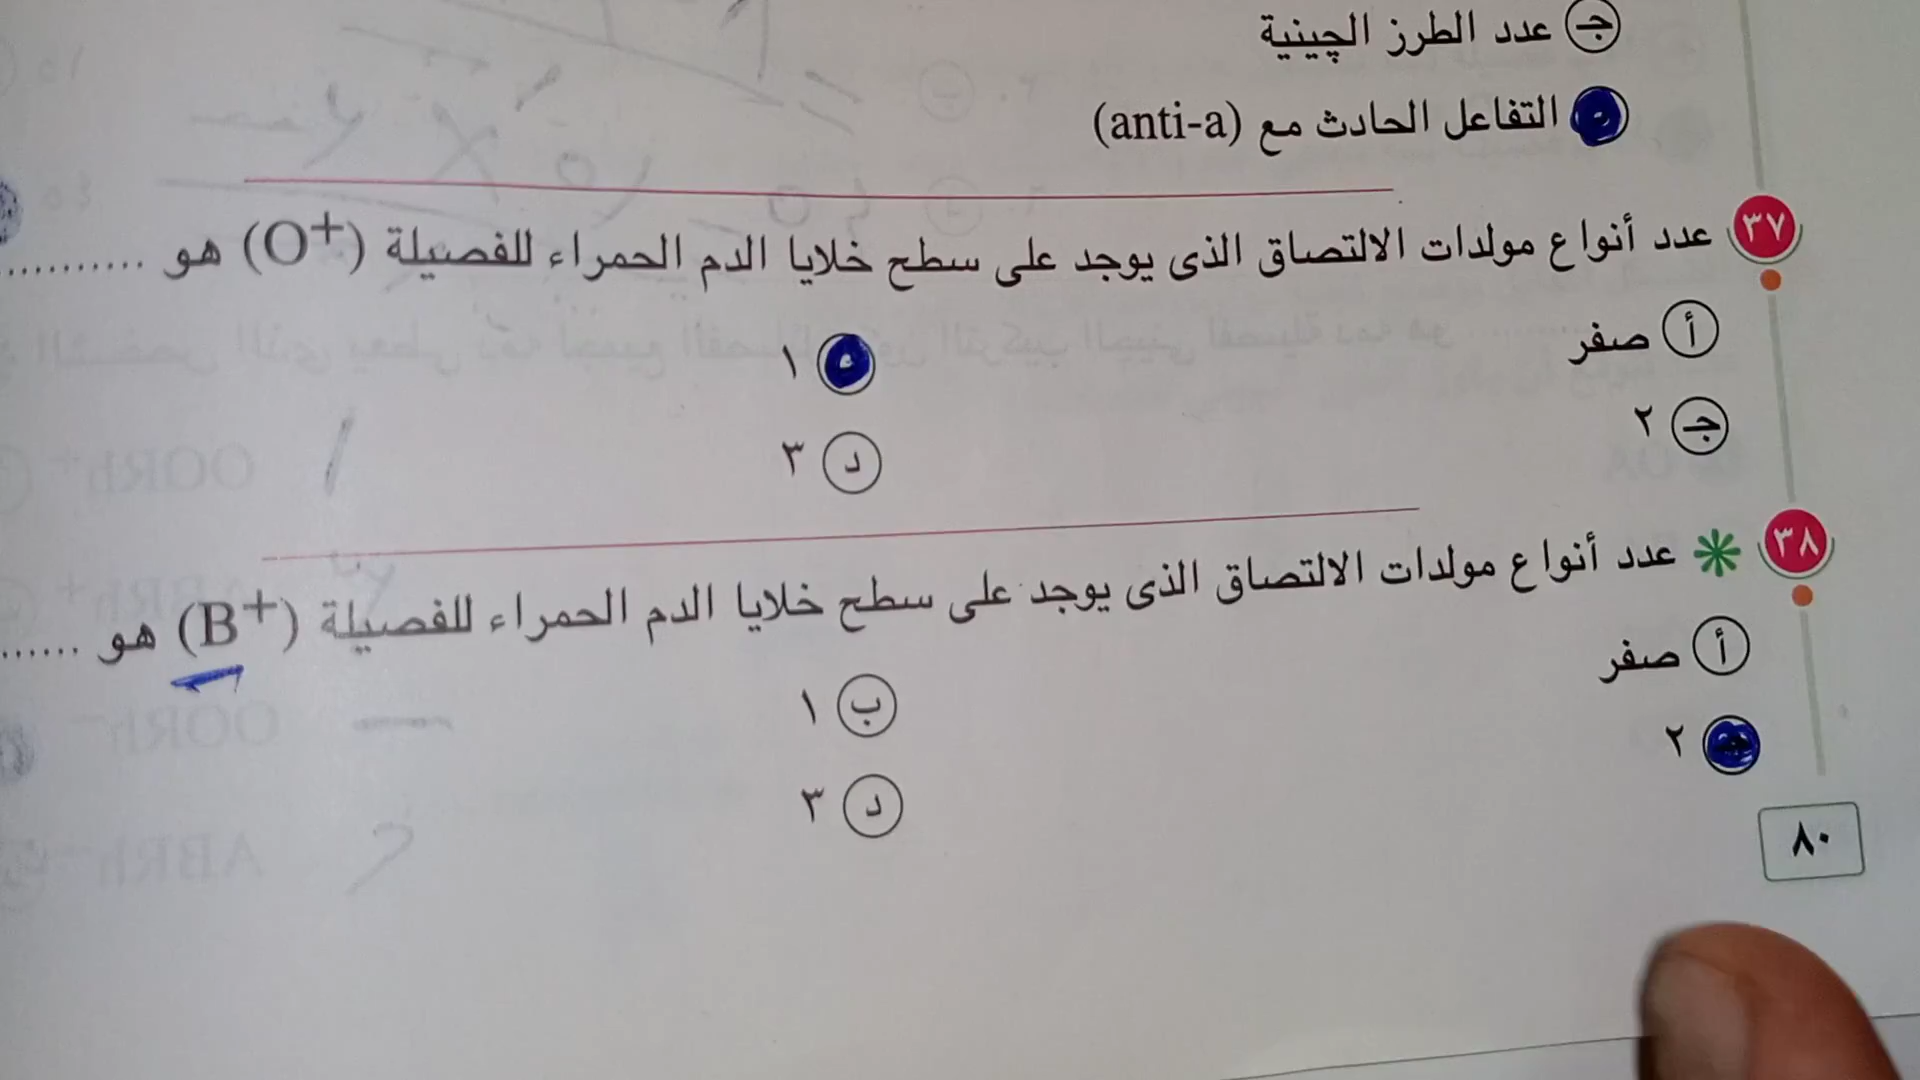 ج عدد الطرز الچينية
التفاعل الحادث مع (anti-a)
٣٧ عدد أنواع مولدات الالتصاق الذى يوجد على سطح خلايا الدم الحمراء للفصيلة (O+) هو ..........
أ صفر
١
ج ٢
د ٣
٣٨ * عدد أنواع مولدات الالتصاق الذى يوجد على سطح خلايا الدم الحمراء للفصيلة (B+) هو ......
أ صفر
ب ١
ج ٢
د ٣
٨٠